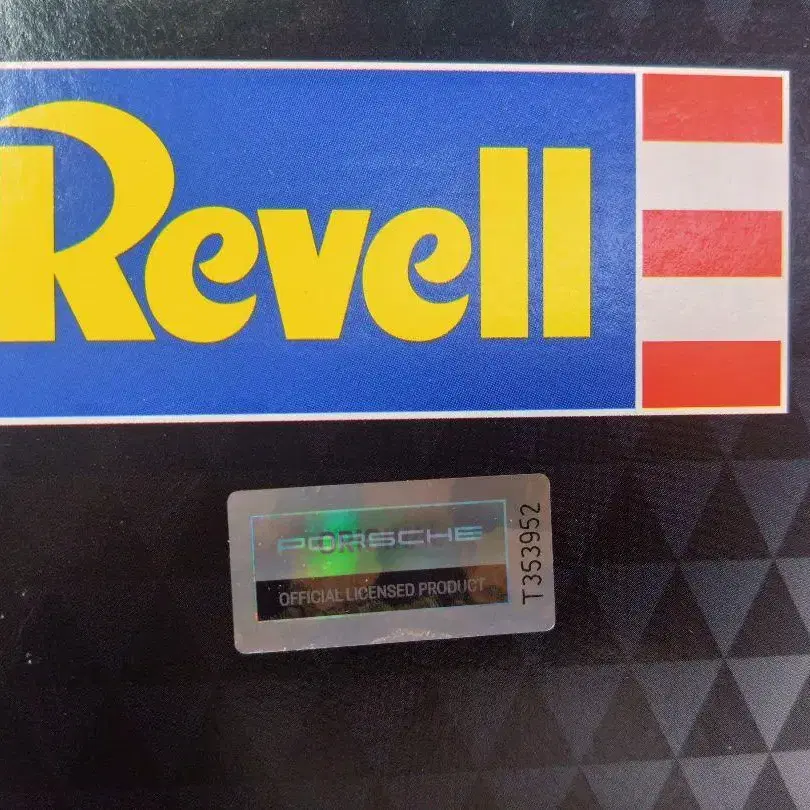 Revell
PORSCHE
OFFICIAL LICENSED PRODUCT
T353952